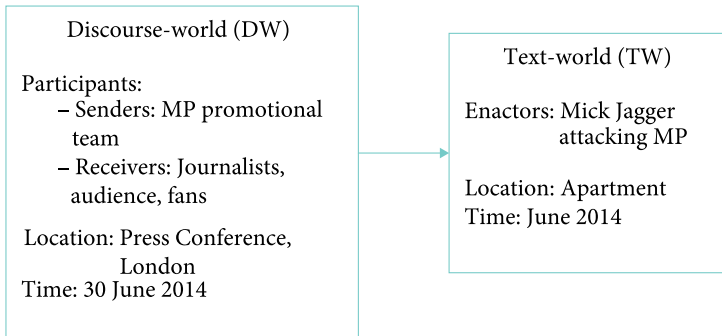 Discourse-world (DW)
Participants:
– Senders: MP promotional
team
– Receivers: Journalists,
audience, fans
Location: Press Conference,
London
Time: 30 June 2014
Text-world (TW)
Enactors: Mick Jagger
attacking MP
Location: Apartment
Time: June 2014